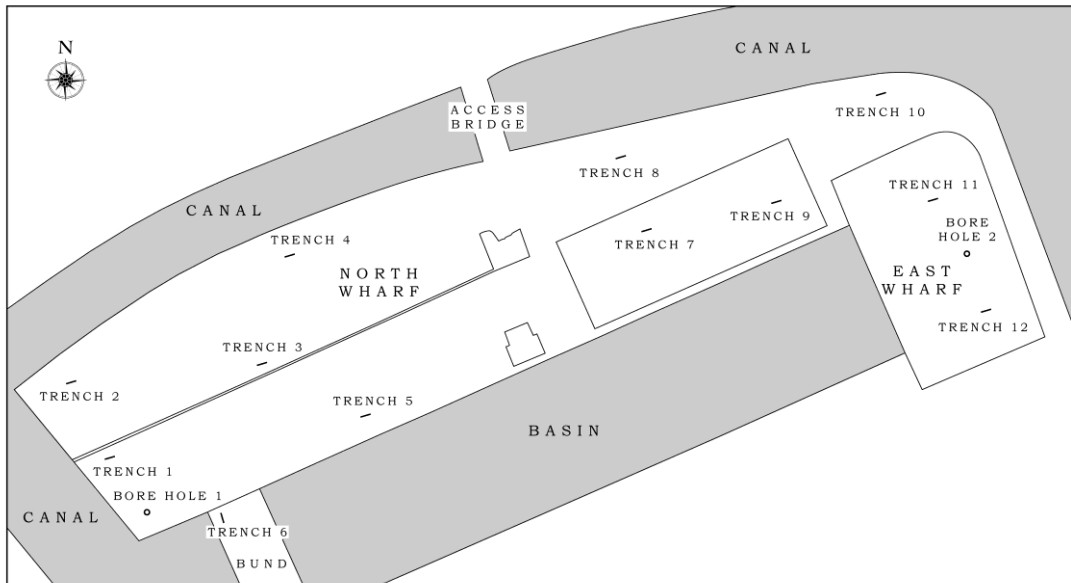 CANAL
N
ACCESS
BRIDGE
TRENCH 10
TRENCH 8
TRENCH 11
CANAL
TRENCH 9
BORE
HOLE 2
TRENCH 4
TRENCH 7
NORTH
WHARF
EAST
WHARF
TRENCH 12
TRENCH 3
TRENCH 2
TRENCH 5
BASIN
TRENCH 1
BORE HOLE 1
CANAL
TRENCH 6
BUND